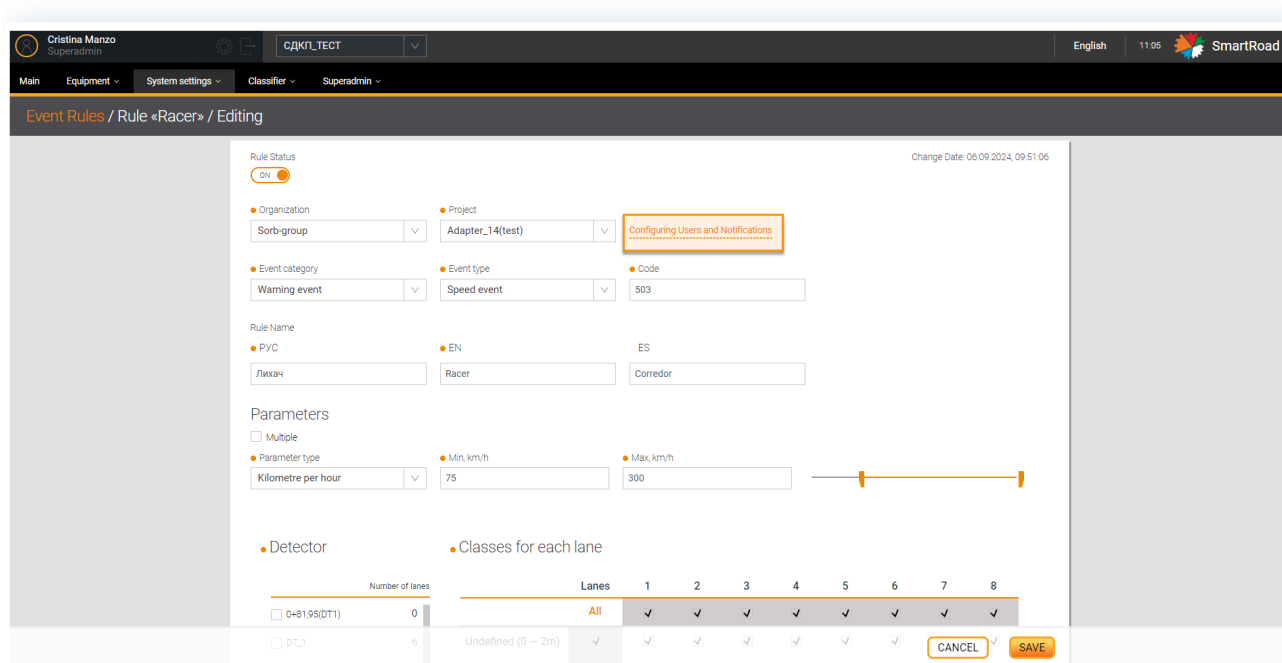 Cristina Manzo
Superadmin
СДКП_ТЕСТ
English
11:05
SmartRoad
Main Equipment System settings Classifier Superadmin
Event Rules / Rule «Racer» / Editing
Rule Status
Change Date: 06.09.2024, 09:51:06
ON
Organization Project
Sorb-group Adapter_14(test) Configuring Users and Notifications
Event category Event type Code
Warning event Speed event 503
Rule Name
РУС EN ES
Лихач Racer Corredor
Parameters
Multiple
Parameter type Min, km/h Max, km/h
Kilometre per hour 75 300
Detector Classes for each lane
Number of lanes Lanes 1 2 3 4 5 6 7 8
0+81,95(DT1) 0 All
DT_1 6 Undefined (0 – 2m)
CANCEL SAVE